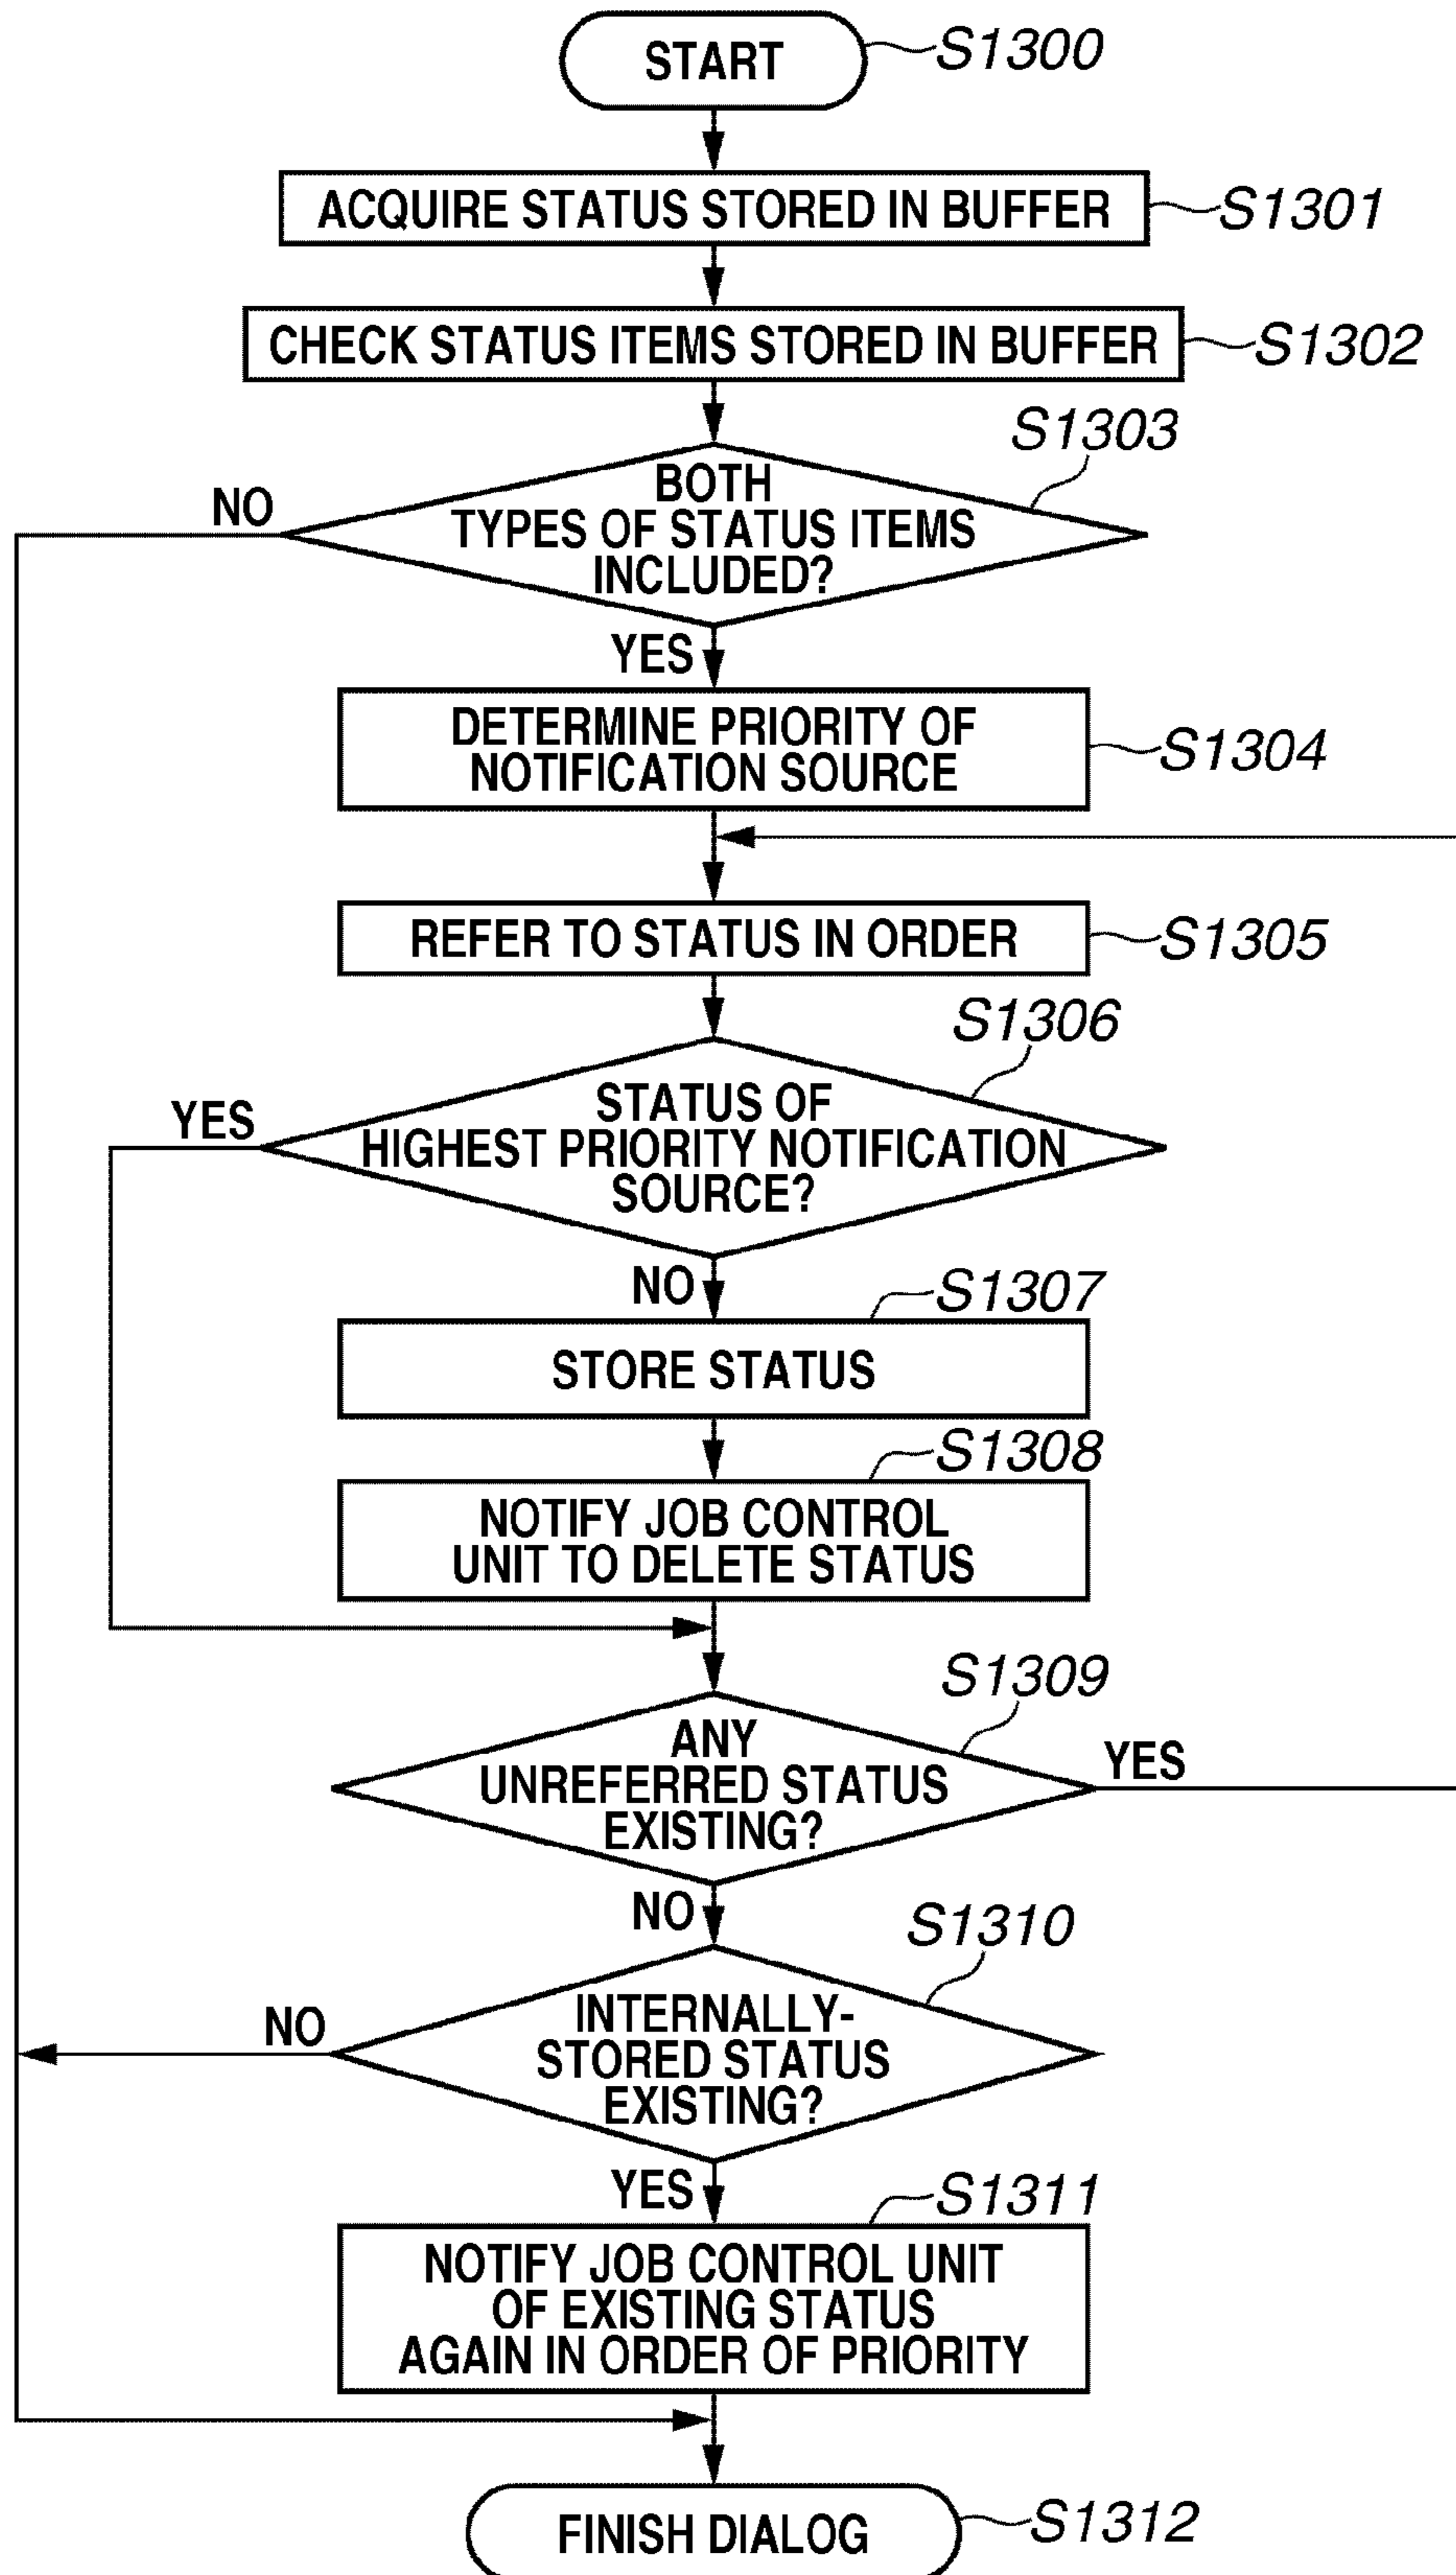 START
S1300
ACQUIRE STATUS STORED IN BUFFER
S1301
CHECK STATUS ITEMS STORED IN BUFFER
S1302
S1303
BOTH
TYPES OF STATUS ITEMS
INCLUDED?
NO
YES
DETERMINE PRIORITY OF
NOTIFICATION SOURCE
S1304
REFER TO STATUS IN ORDER
S1305
S1306
STATUS OF
HIGHEST PRIORITY NOTIFICATION
SOURCE?
YES
NO
S1307
STORE STATUS
S1308
NOTIFY JOB CONTROL
UNIT TO DELETE STATUS
S1309
ANY
UNREFERRED STATUS
EXISTING?
YES
NO
S1310
INTERNALLY-
STORED STATUS
EXISTING?
NO
YES
S1311
NOTIFY JOB CONTROL UNIT
OF EXISTING STATUS
AGAIN IN ORDER OF PRIORITY
FINISH DIALOG
S1312